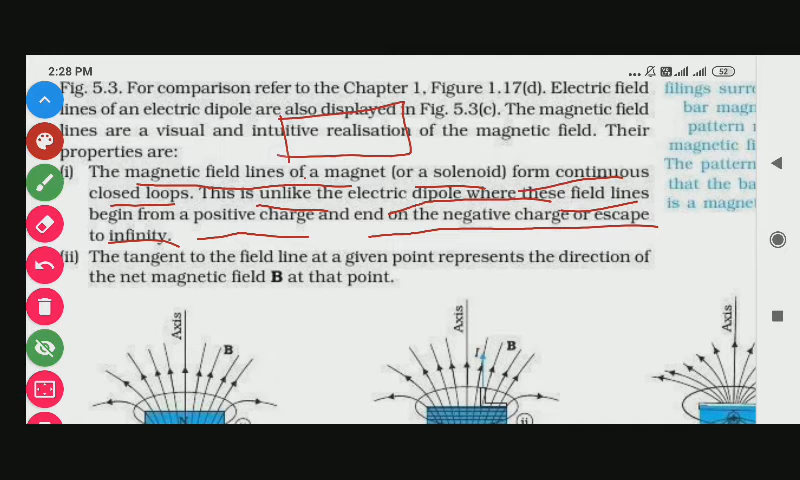 2:28 PM
52
Fig. 5.3. For comparison refer to the Chapter 1, Figure 1.17(d). Electric field
lines of an electric dipole are also displayed in Fig. 5.3(c). The magnetic field
lines are a visual and intuitive realisation of the magnetic field. Their
properties are:
(i) The magnetic field lines of a magnet (or a solenoid) form continuous
closed loops. This is unlike the electric dipole where these field lines
begin from a positive charge and end on the negative charge or escape
to infinity.
(ii) The tangent to the field line at a given point represents the direction of
the net magnetic field B at that point.
filings surr
bar magn
pattern
magnetic fi
The pattern
that the ba
is a magnet
Axis
B
N
Axis
I
B
ii
Axis